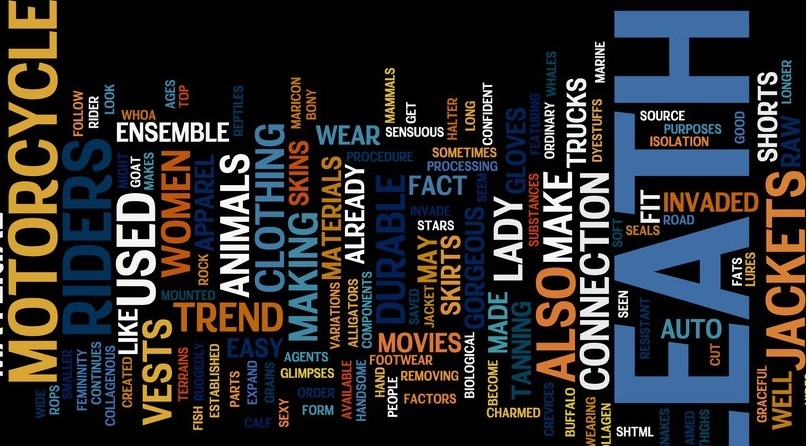 MOTORCYCLE
FOLLOW
RIDER
LOOK
WHOA
AGES
TOP
REPTILES
ENSEMBLE
RIDERS
MIGHT
GOAT
MAKES
USED
LIKE
WOMEN
APPAREL
ROCK
ANIMALS
CLOTHING
MARICON
BONY
SKINS
WEAR
MAMMALS
GET
SENSUOUS
HALTER
LONG
CONFIDENT
PROCEDURE
SOMETIMES
PROCESSING
FACT
SEEN
MATERIALS
ALREADY
DURABLE
INVADE
STARS
MAKING
MOUNTED
TREND
VARIATIONS
ALLIGATORS
COMPONENTS
SAVED
JACKET
MAY
SKIRTS
GORGEOUS
LADY
GLOVES
FEATURING
ORDINARY
WHALES
TRUCKS
DYESTUFFS
MARINE
SUBSTANCES
MAKE
ALSO
CONNECTION
MADE
TANNING
VESTS
EASY
MOVIES
AGENTS
GLIMPSES
FOOTWEAR
REMOVING
FACTORS
BIOLOGICAL
WIDE
ROPS
SMALLER
FEMININITY
CONTINUES
COLLAGENOUS
CREATED
TERRAINS
FISH
RUGGEDLY
ESTABLISHED
PARTS
EXPAND
GRAINS
CALF
SEXY
ORDER
FORM
AVAILABLE
HANDSOME
HAND
PEOPLE
BECOME
CHARMED
CREVICES
BUFFALO
WEARING
LLAGEN
SHTML
EATH
SOURCE
PURPOSES
ISOLATION
GOOD
SHORTS
RAW
LONGER
FIT
INVADED
ROAD
SOFT
SEALS
SEEN
RESISTANT
AUTO
CUT
FATS
LURES
JACKETS
WELL
GRACEFUL
NAKES
AIMED
HIGHS